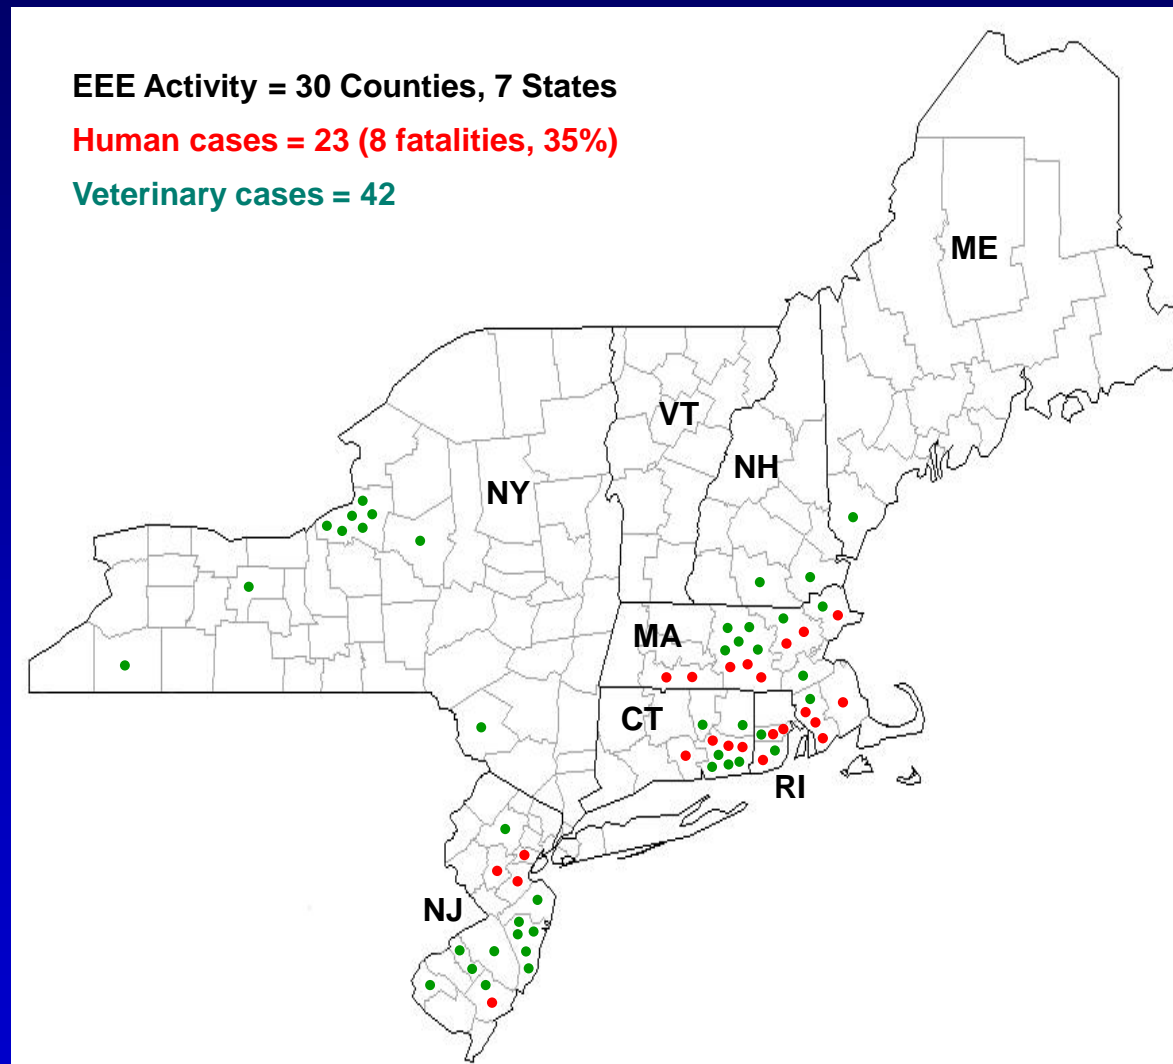 EEE Activity = 30 Counties, 7 States
Human cases = 23 (8 fatalities, 35%)
Veterinary cases = 42
ME
VT
NH
NY
MA
CT
RI
NJ